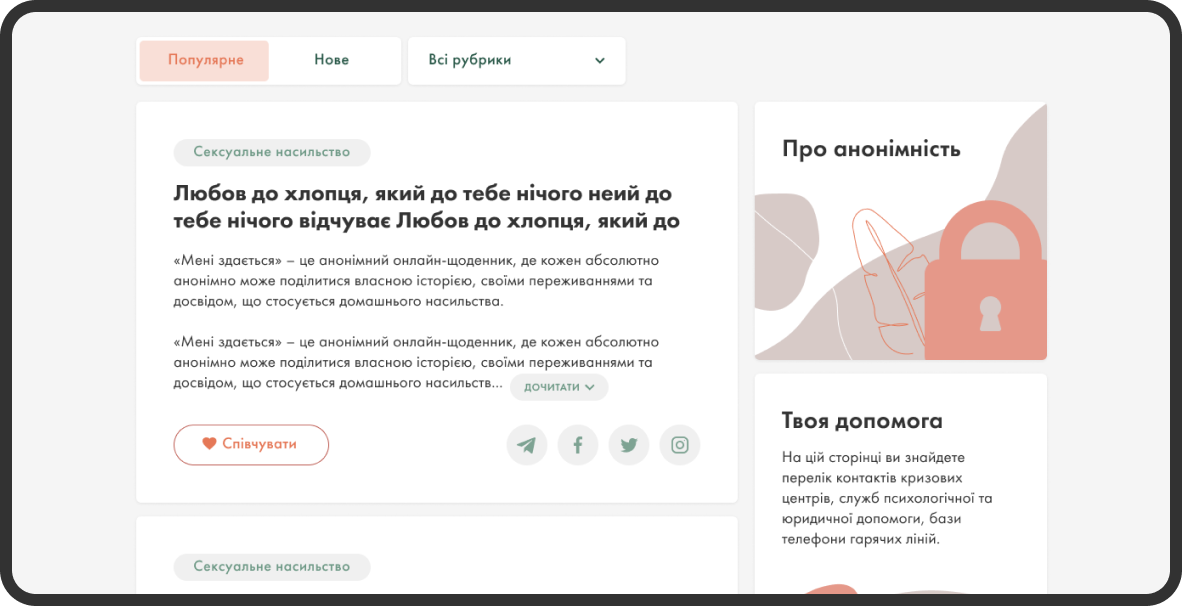 Популярне
Нове
Всі рубрики
Сексуальне насильство
Любов до хлопця, який до тебе нічого неий до
тебе нічого відчуває Любов до хлопця, який до
«Мені здається» – це анонімний онлайн-щоденник, де кожен абсолютно
анонімно може поділитися власною історією, своїми переживаннями та
досвідом, що стосується домашнього насильства.
«Мені здається» – це анонімний онлайн-щоденник, де кожен абсолютно
анонімно може поділитися власною історією, своїми переживаннями та
досвідом, що стосується домашнього насильств...
ДОЧИТАТИ
Співчувати
Сексуальне насильство
Про анонімність
Твоя допомога
На цій сторінці ви знайдете
перелік контактів кризових
центрів, служб психологічної та
юридичної допомоги, бази
телефони гарячих ліній.